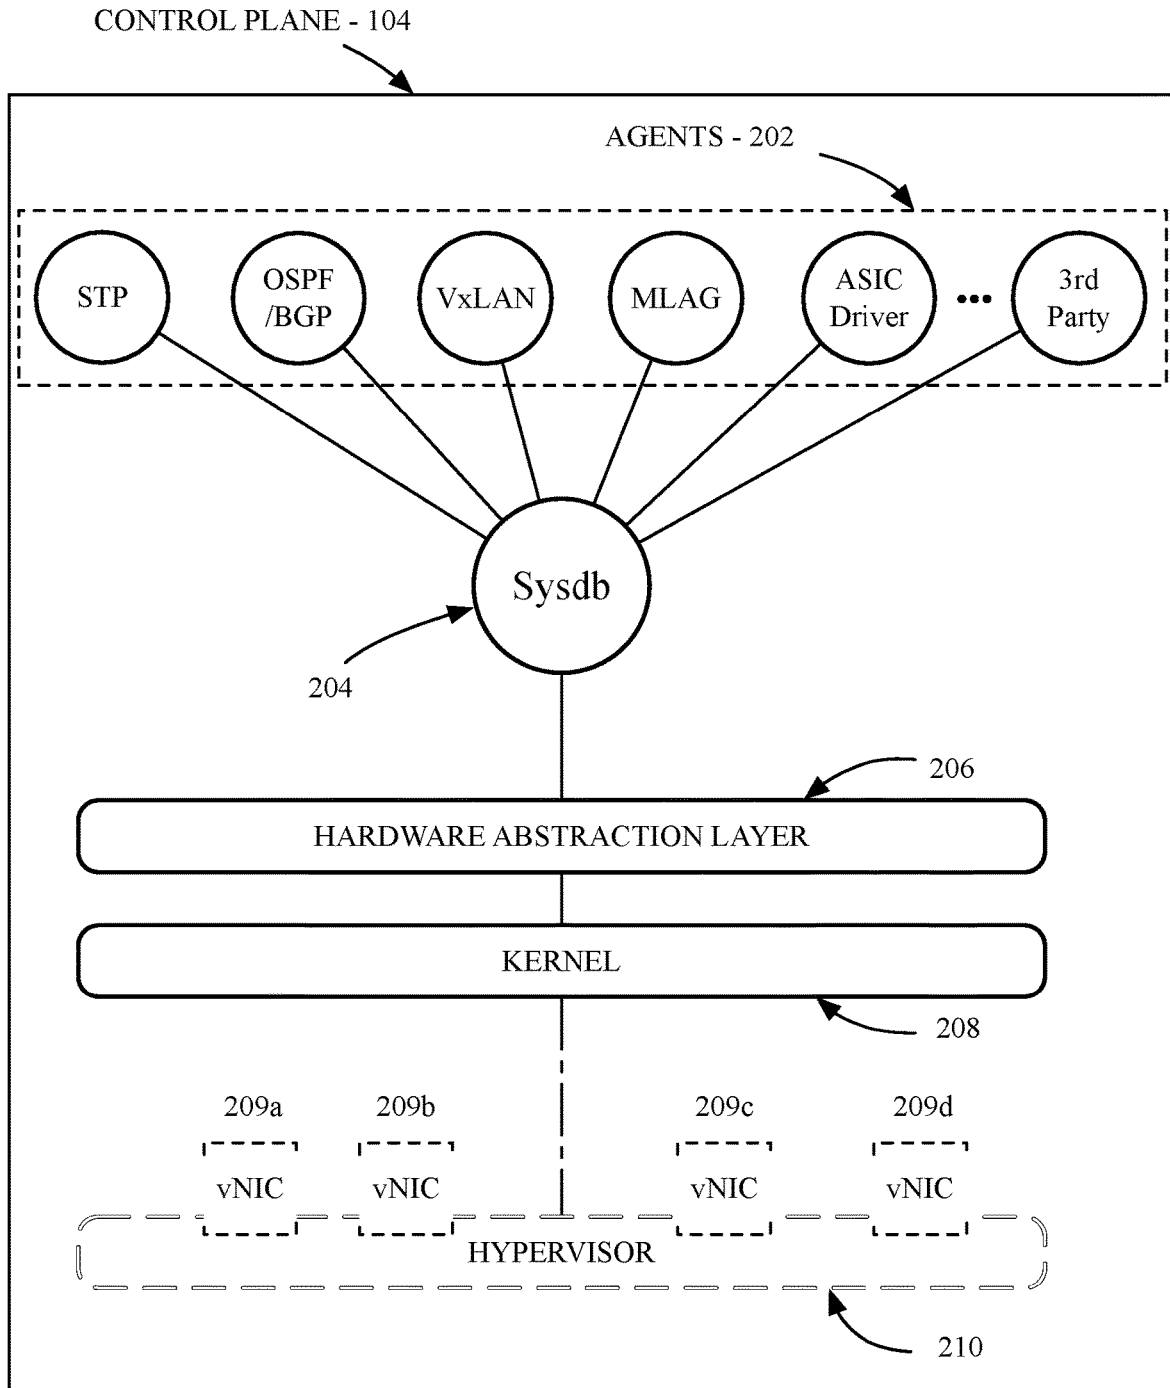 CONTROL PLANE - 104
AGENTS - 202
STP
OSPF
/BGP
VxLAN
MLAG
ASIC
Driver
3rd
Party
Sysdb
204
206
HARDWARE ABSTRACTION LAYER
KERNEL
208
209a
209b
209c
209d
vNIC
vNIC
vNIC
vNIC
HYPERVISOR
210